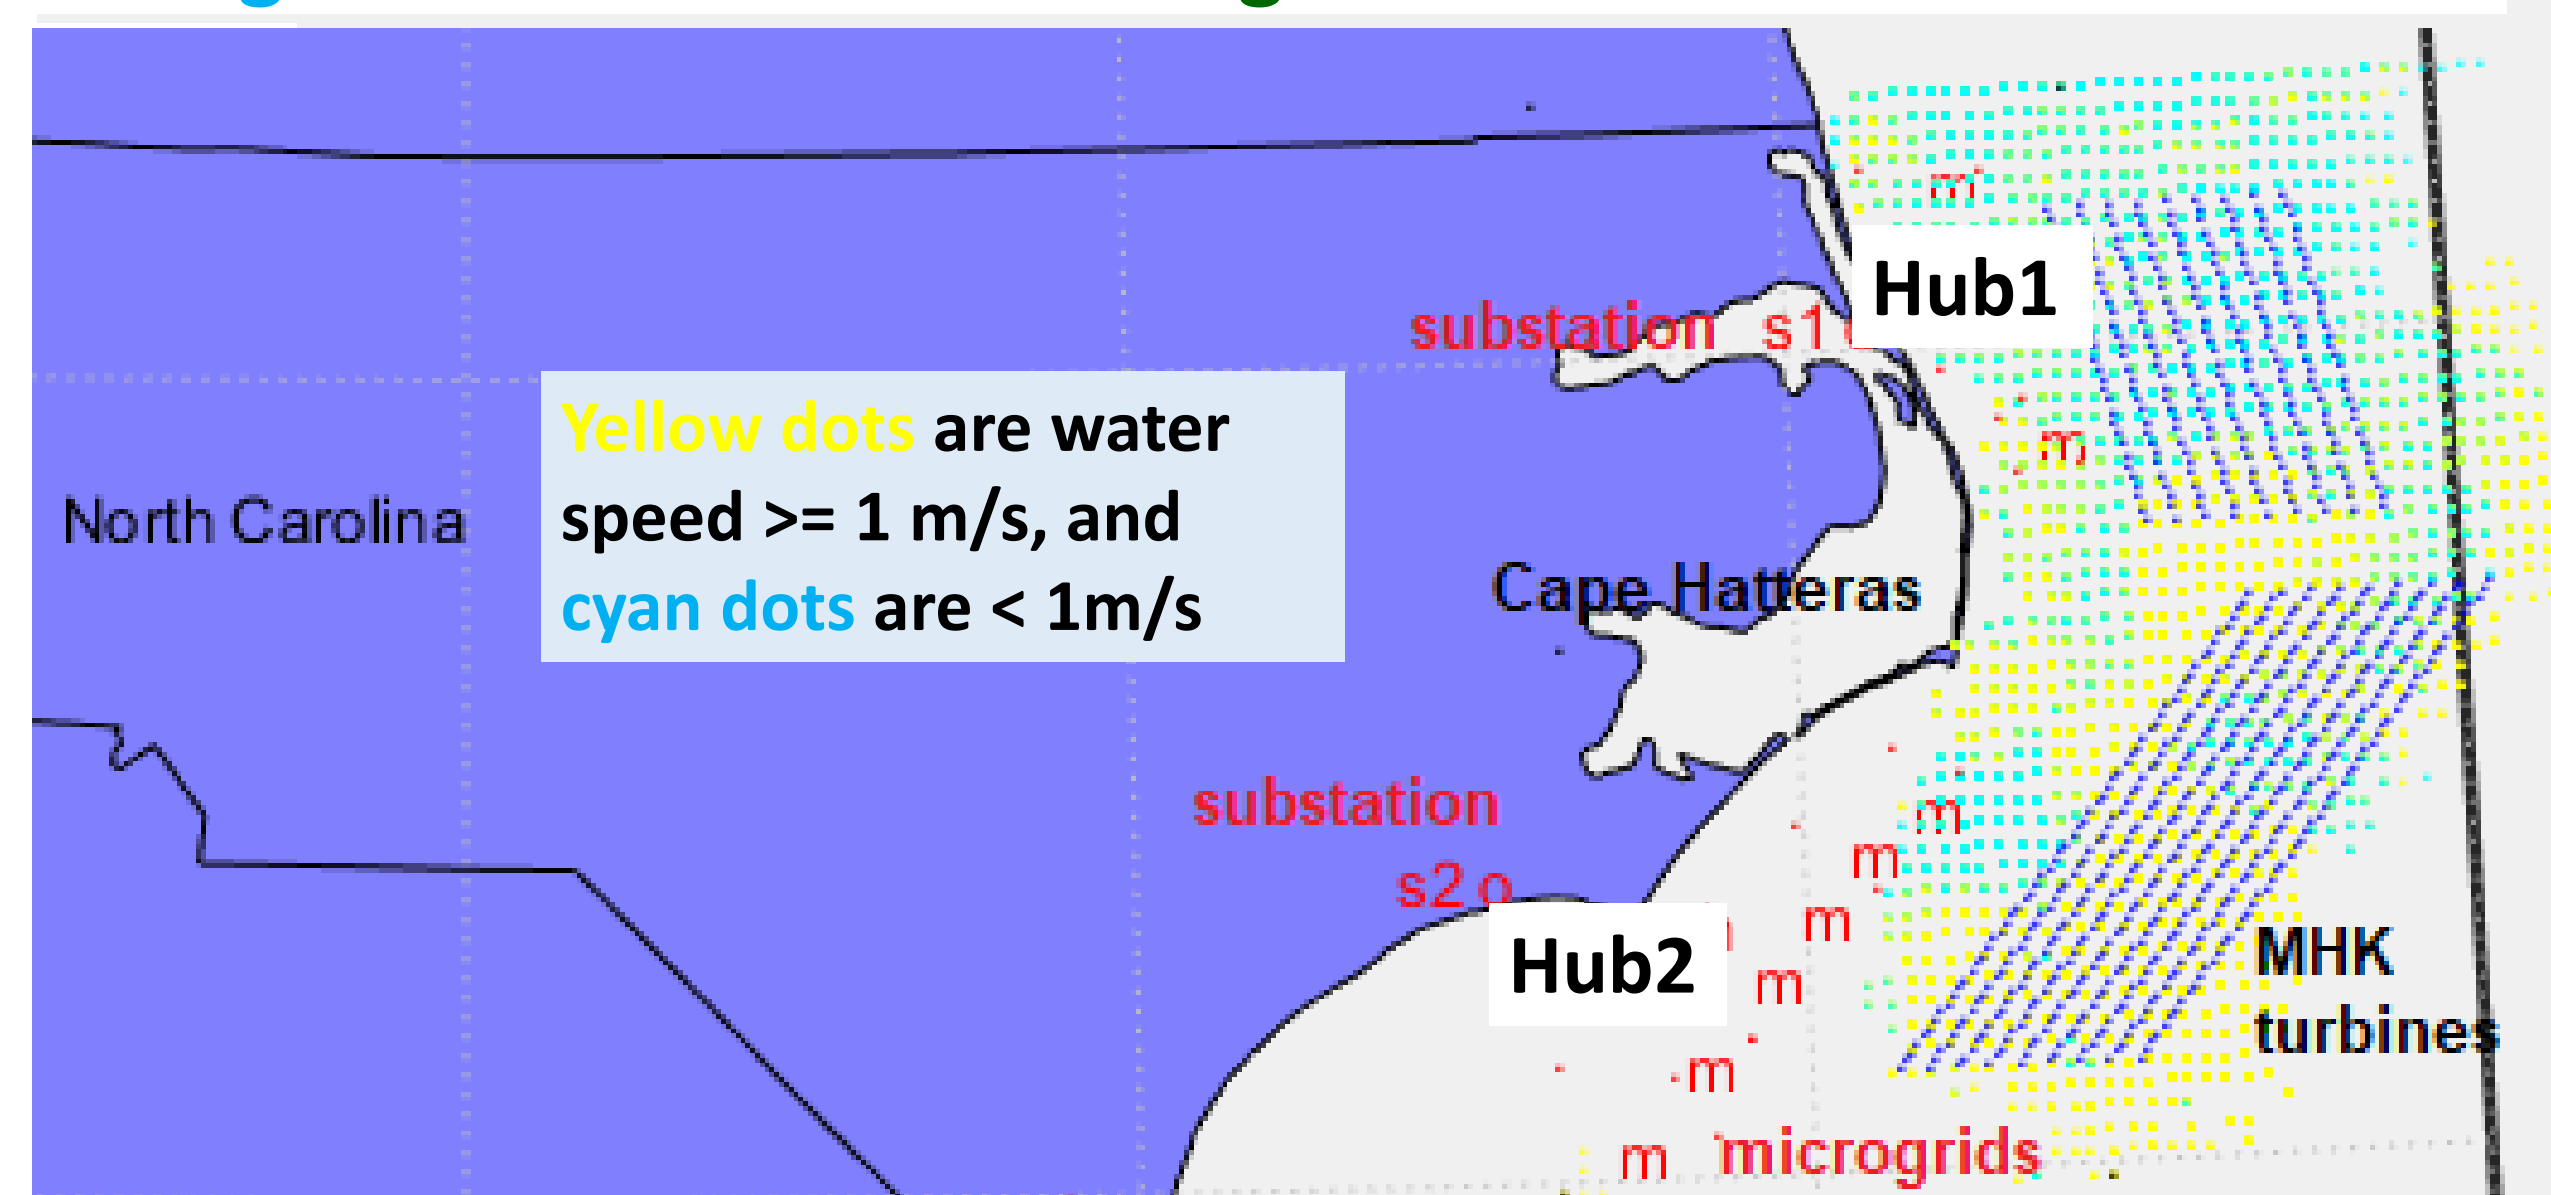 m
Hub1
substation s1
Yellow dots are water
speed >= 1 m/s, and
cyan dots are < 1m/s
m
North Carolina
Cape Hatteras
substation
s2 o
m
m
m
Hub2
m
MHK
turbines
m
m
microgrids